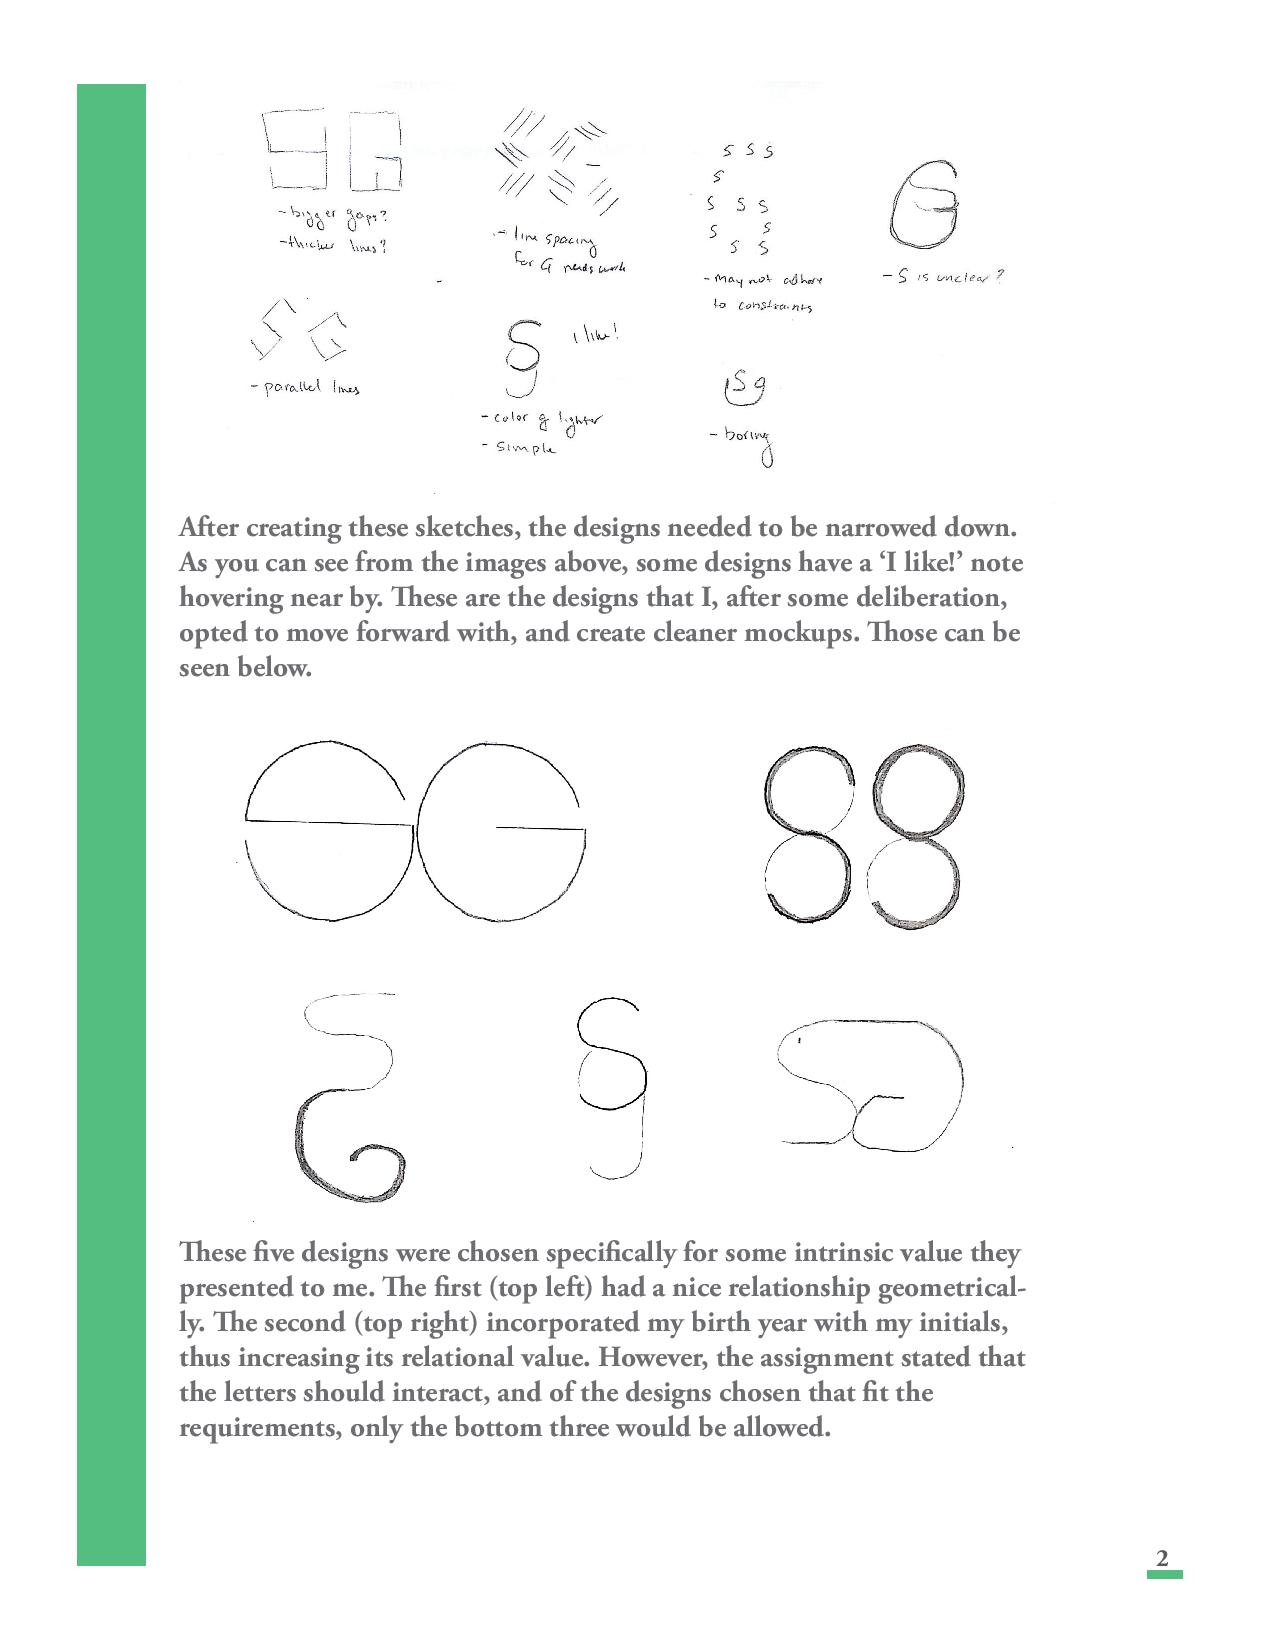 SG
- bigger gaps?
- thicker lines?
SG
- line spacing
for G needs work
S S S
S
S S S
S S
S S
- may not adhere
to constraints
- S is unclear?
SG
- parallel lines
Sg
I like!
- color g lighter
- simple
Sg
- boring
After creating these sketches, the designs needed to be narrowed down.
As you can see from the images above, some designs have a ‘I like!’ note
hovering near by. These are the designs that I, after some deliberation,
opted to move forward with, and create cleaner mockups. Those can be
seen below.
SG
These five designs were chosen specifically for some intrinsic value they
presented to me. The first (top left) had a nice relationship geometrical-
ly. The second (top right) incorporated my birth year with my initials,
thus increasing its relational value. However, the assignment stated that
the letters should interact, and of the designs chosen that fit the
requirements, only the bottom three would be allowed.
2